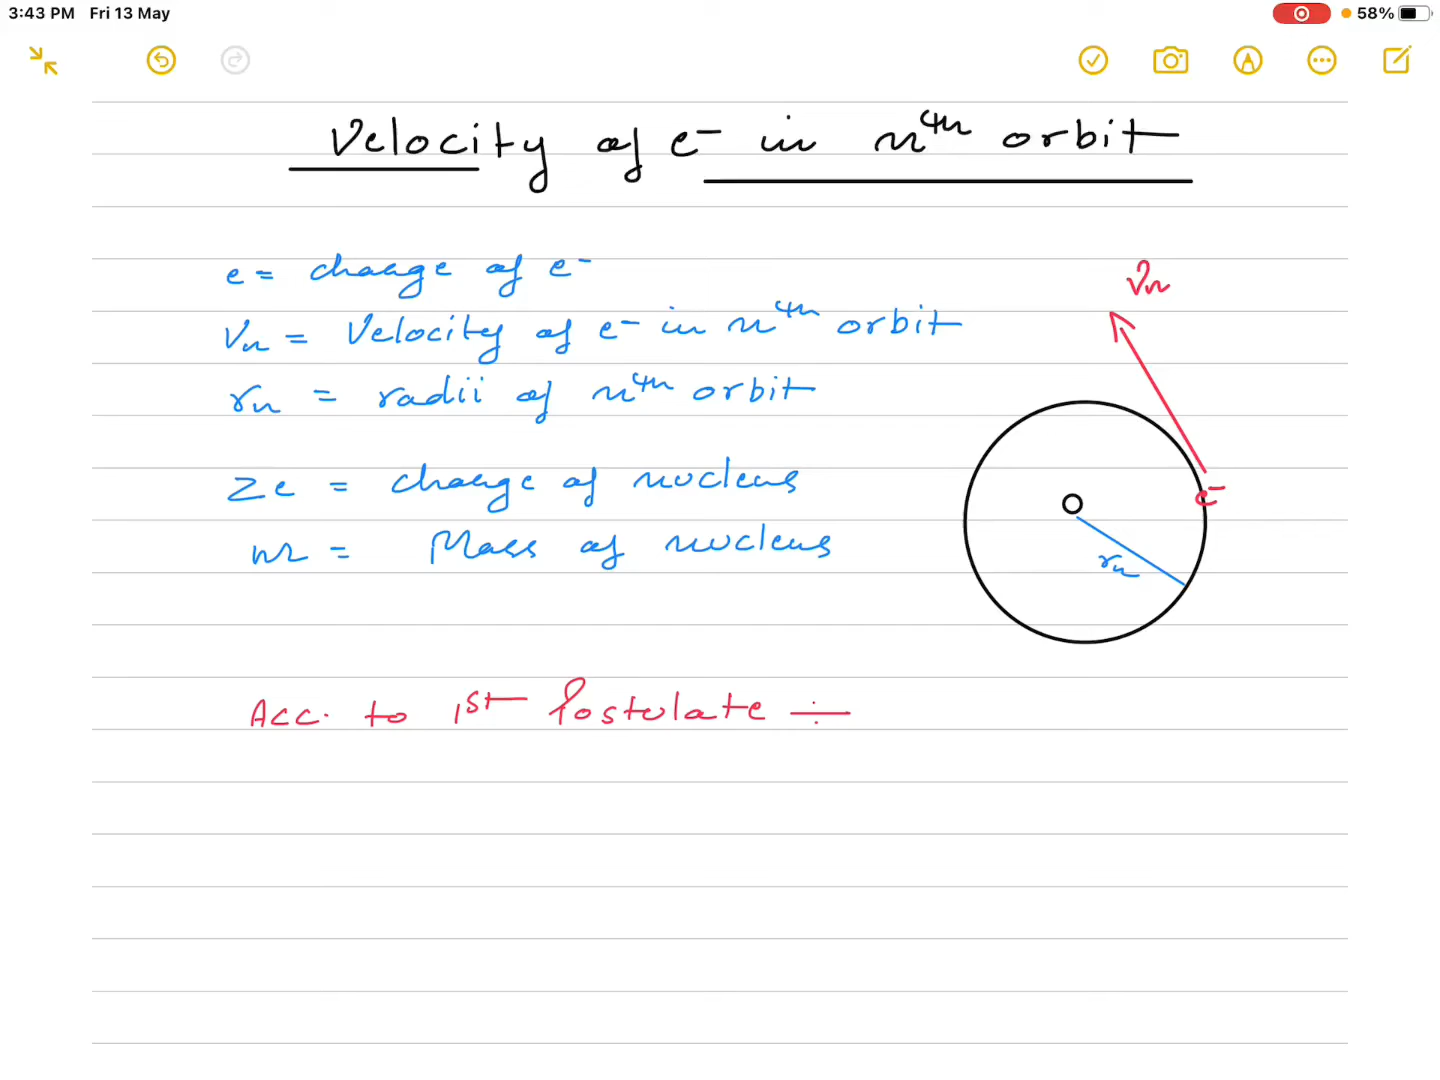 3:43 PM Fri 13 May
58%
Velocity of e⁻ in nᵗʰ orbit
e = charge of e⁻
Vₙ = Velocity of e⁻ in nᵗʰ orbit
rₙ = radii of nᵗʰ orbit
Ze = charge of nucleus
m = Mass of nucleus
Vₙ
e⁻
rₙ
Acc. to 1ˢᵗ Postulate ÷